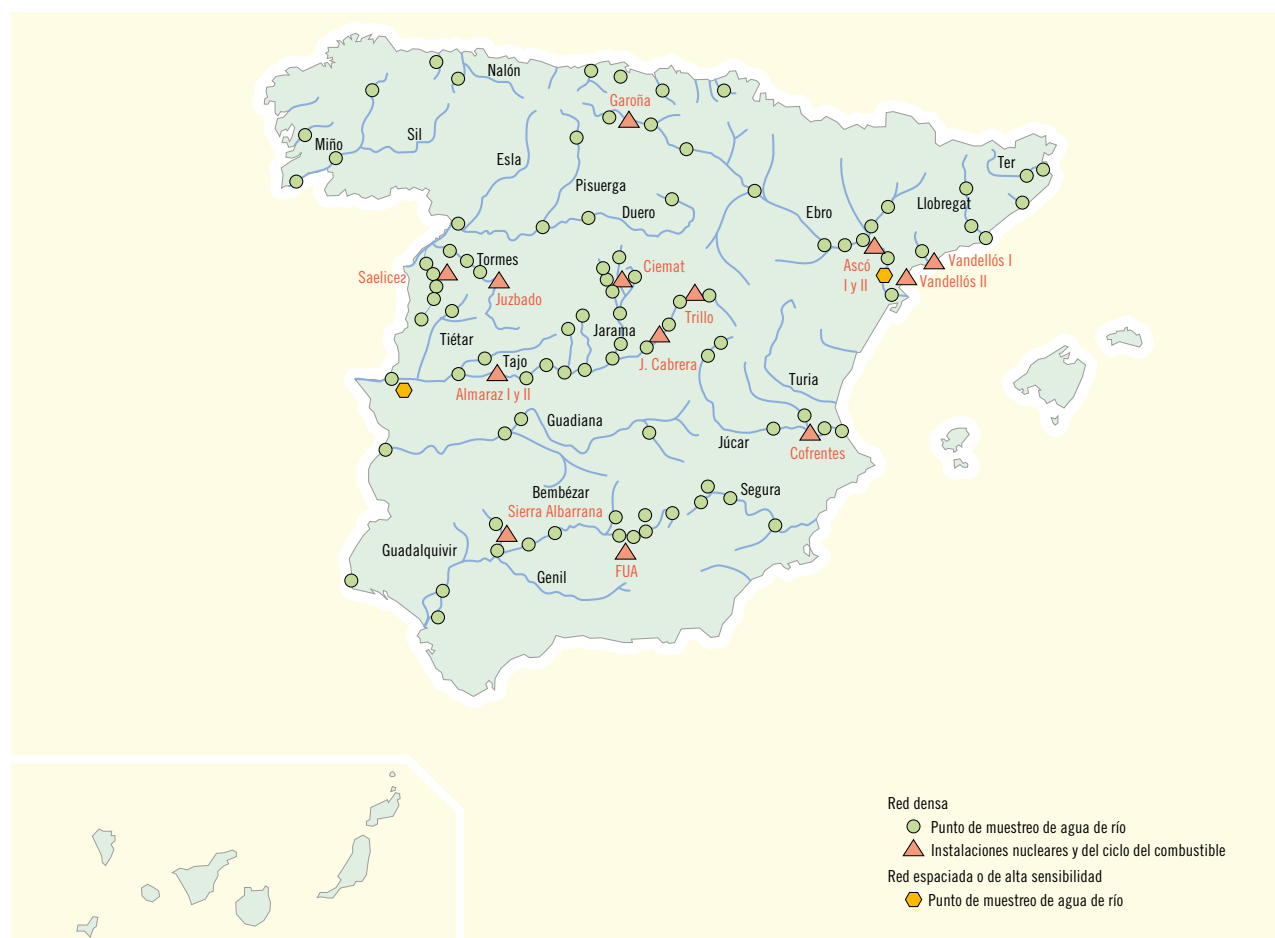 Nalón
Garoña
Sil
Miño
Esla
Ter
Pisuerga
Duero
Ebro
Llobregat
Tormes
Saelices
Ciemat
Ascó
I y II
Vandellós I
Vandellós II
Juzbado
Trillo
Jarama
Tiétar
Tajo
J. Cabrera
Almaraz I y II
Turia
Guadiana
Júcar
Cofrentes
Bembézar
Segura
Sierra Albarrana
Guadalquivir
Genil
FUA
Red densa
Punto de muestreo de agua de río
Instalaciones nucleares y del ciclo del combustible
Red espaciada o de alta sensibilidad
Punto de muestreo de agua de río